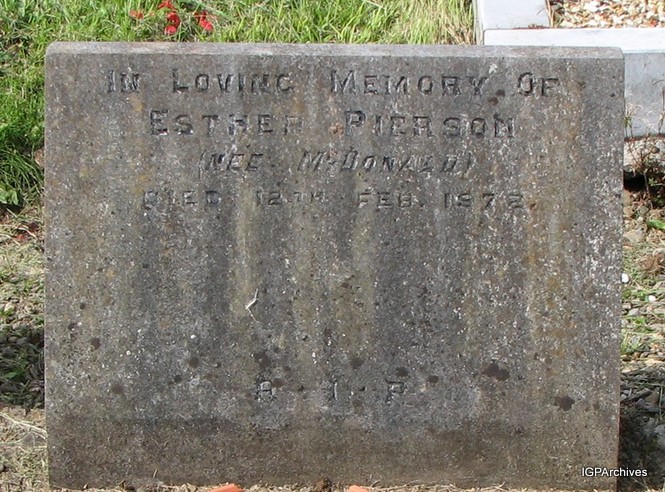 In Loving Memory Of
Esther Pierson
(Nee McDonald)
Died 12th Feb. 1972
R·I·P
IGPArchives